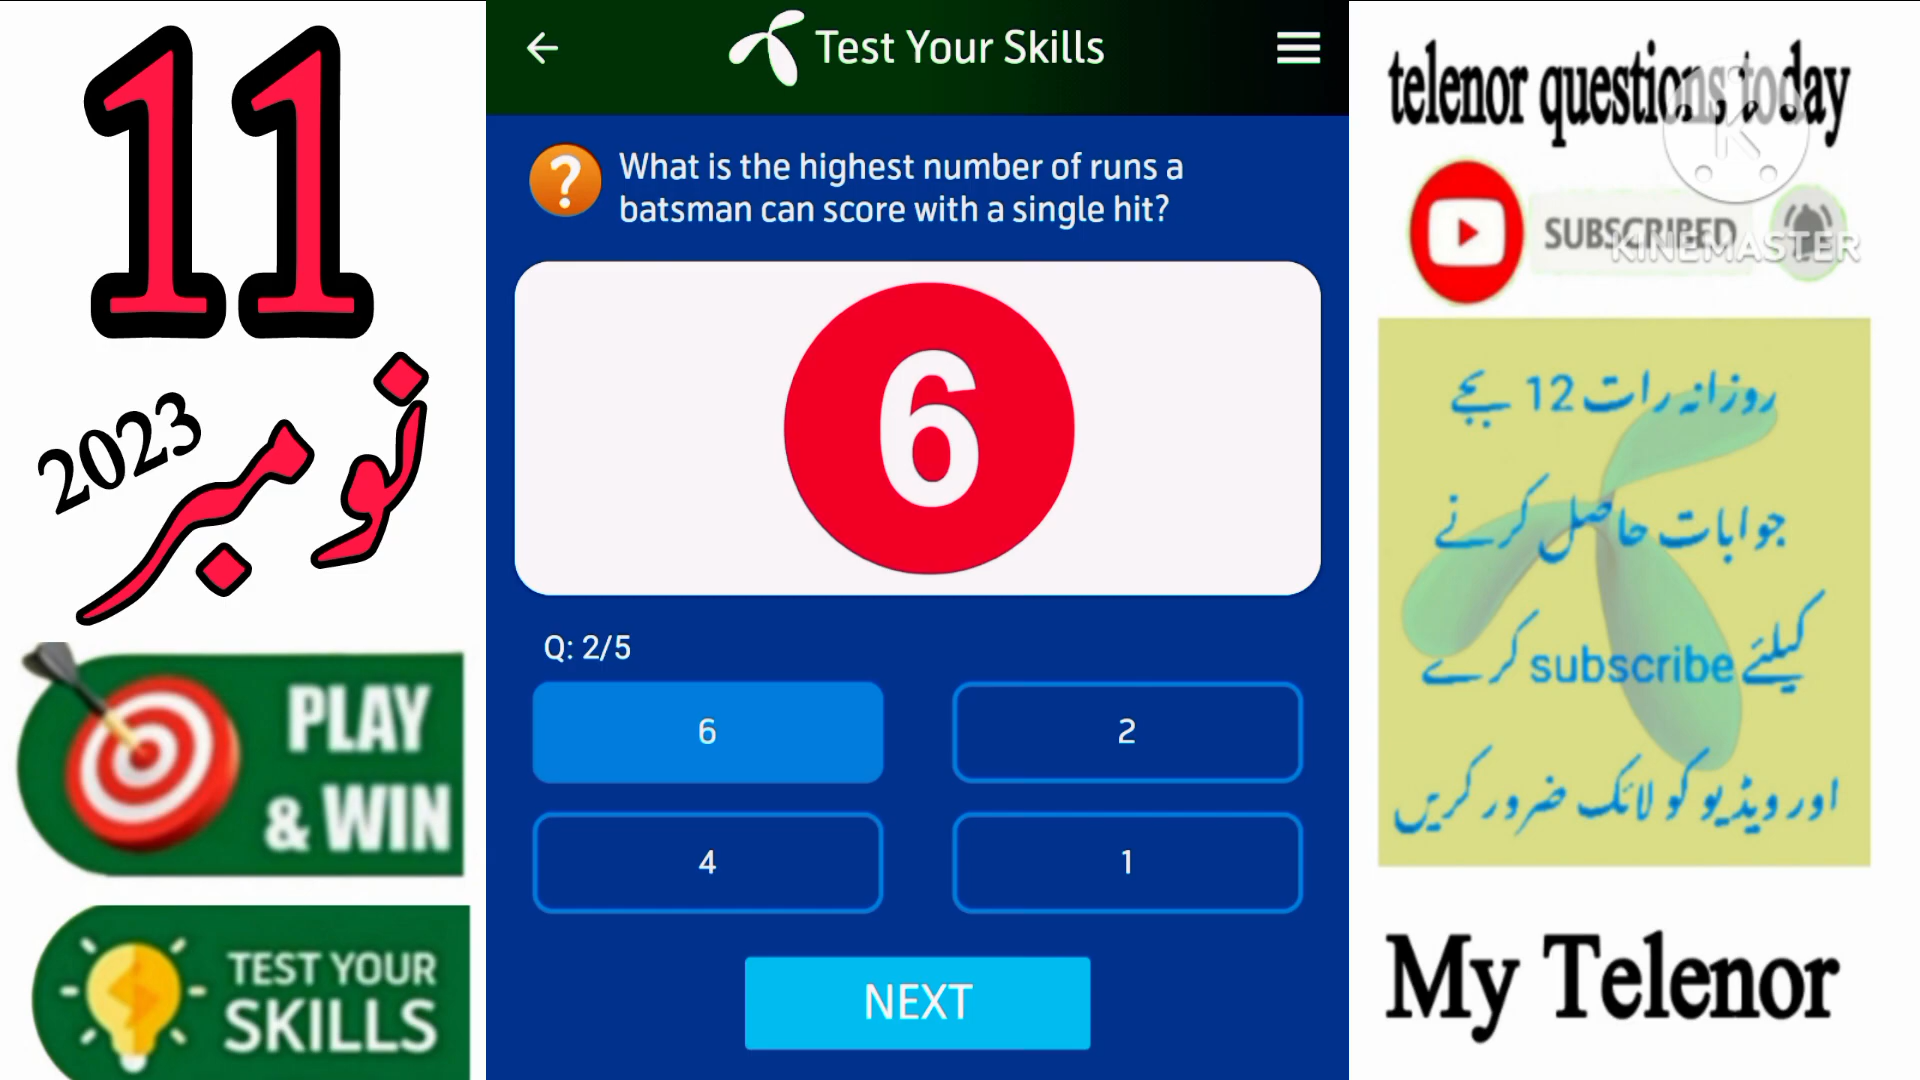 11
نومبر
2023
PLAY
& WIN
TEST YOUR
SKILLS
Test Your Skills
?
What is the highest number of runs a
batsman can score with a single hit?
6
Q: 2/5
6
2
4
1
NEXT
telenor questions today
SUBSCRIBED
KINEMASTER
روزانہ رات 12 بجے
جوابات حاصل کرنے
کیلئے subscribe کرے
اور ویڈیو کو لائک ضرور کریں
My Telenor